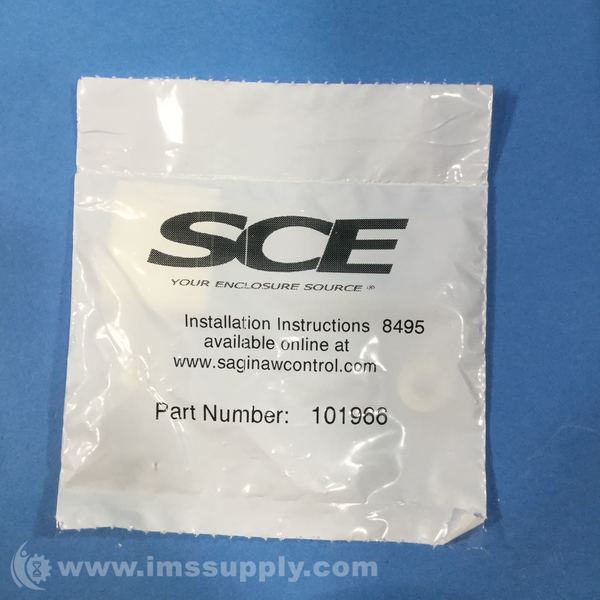 SCE
YOUR ENCLOSURE SOURCE ®
Installation Instructions 8495
available online at
www.saginawcontrol.com
Part Number: 101966
www.imssupply.com